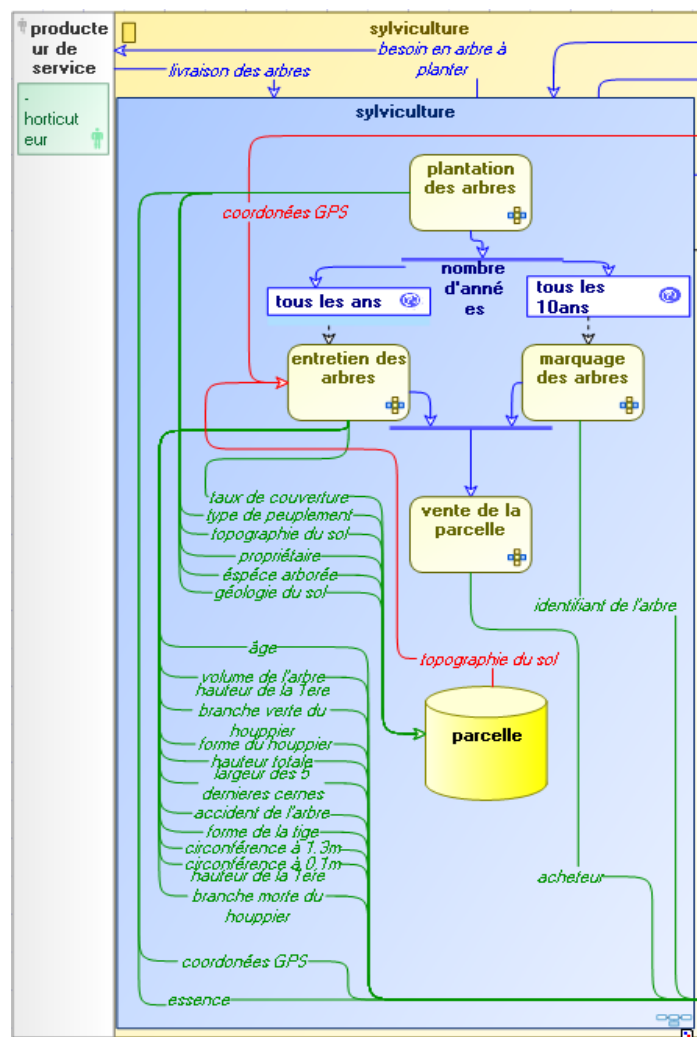 producte
ur de
service
-
horticut
eur
sylviculture
besoin en arbre à
planter
livraison des arbres
sylviculture
plantation
des arbres
coordonées GPS
nombre
d'anné
es
tous les ans
tous les
10ans
entretien des
arbres
marquage
des arbres
taux de couverture
type de peuplement
topographie du sol
propriétaire
éspéce arborée
géologie du sol
vente de la
parcelle
identifiant de l'arbre
âge
topographie du sol
volume de l'arbre
hauteur de la 1ere
branche verte du
houppier
forme du houppier
hauteur totale
largeur des 5
dernieres cernes
accident de l'arbre
forme de la tige
circonférence à 1.3m
circonférence à 0.1m
hauteur de la 1ere
branche morte du
houppier
parcelle
acheteur
coordonées GPS
essence